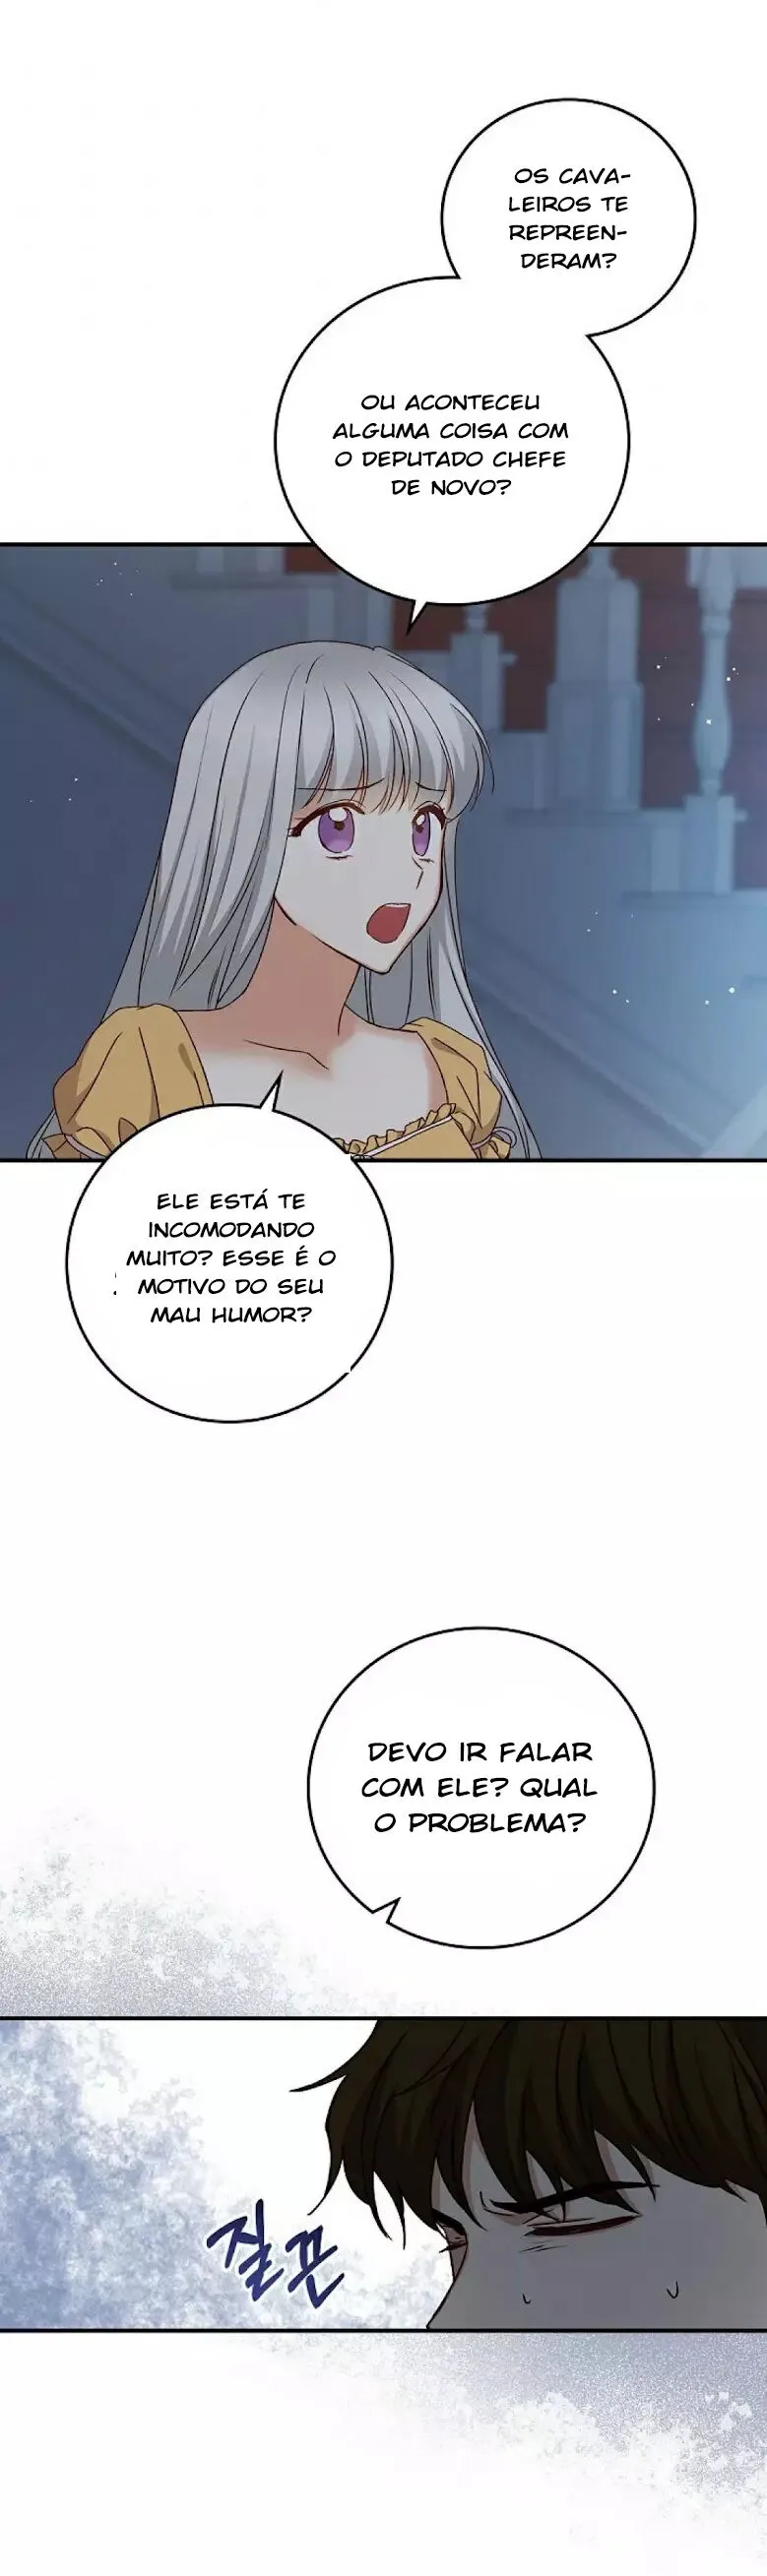 OS CAVA-
LEIROS TE
REPREEN-
DERAM?
OU ACONTECEU
ALGUMA COISA COM
O DEPUTADO CHEFE
DE NOVO?
ELE ESTÁ TE
INCOMODANDO
MUITO? ESSE É O
MOTIVO DO SEU
MAU HUMOR?
DEVO IR FALAR
COM ELE? QUAL
O PROBLEMA?
질끈